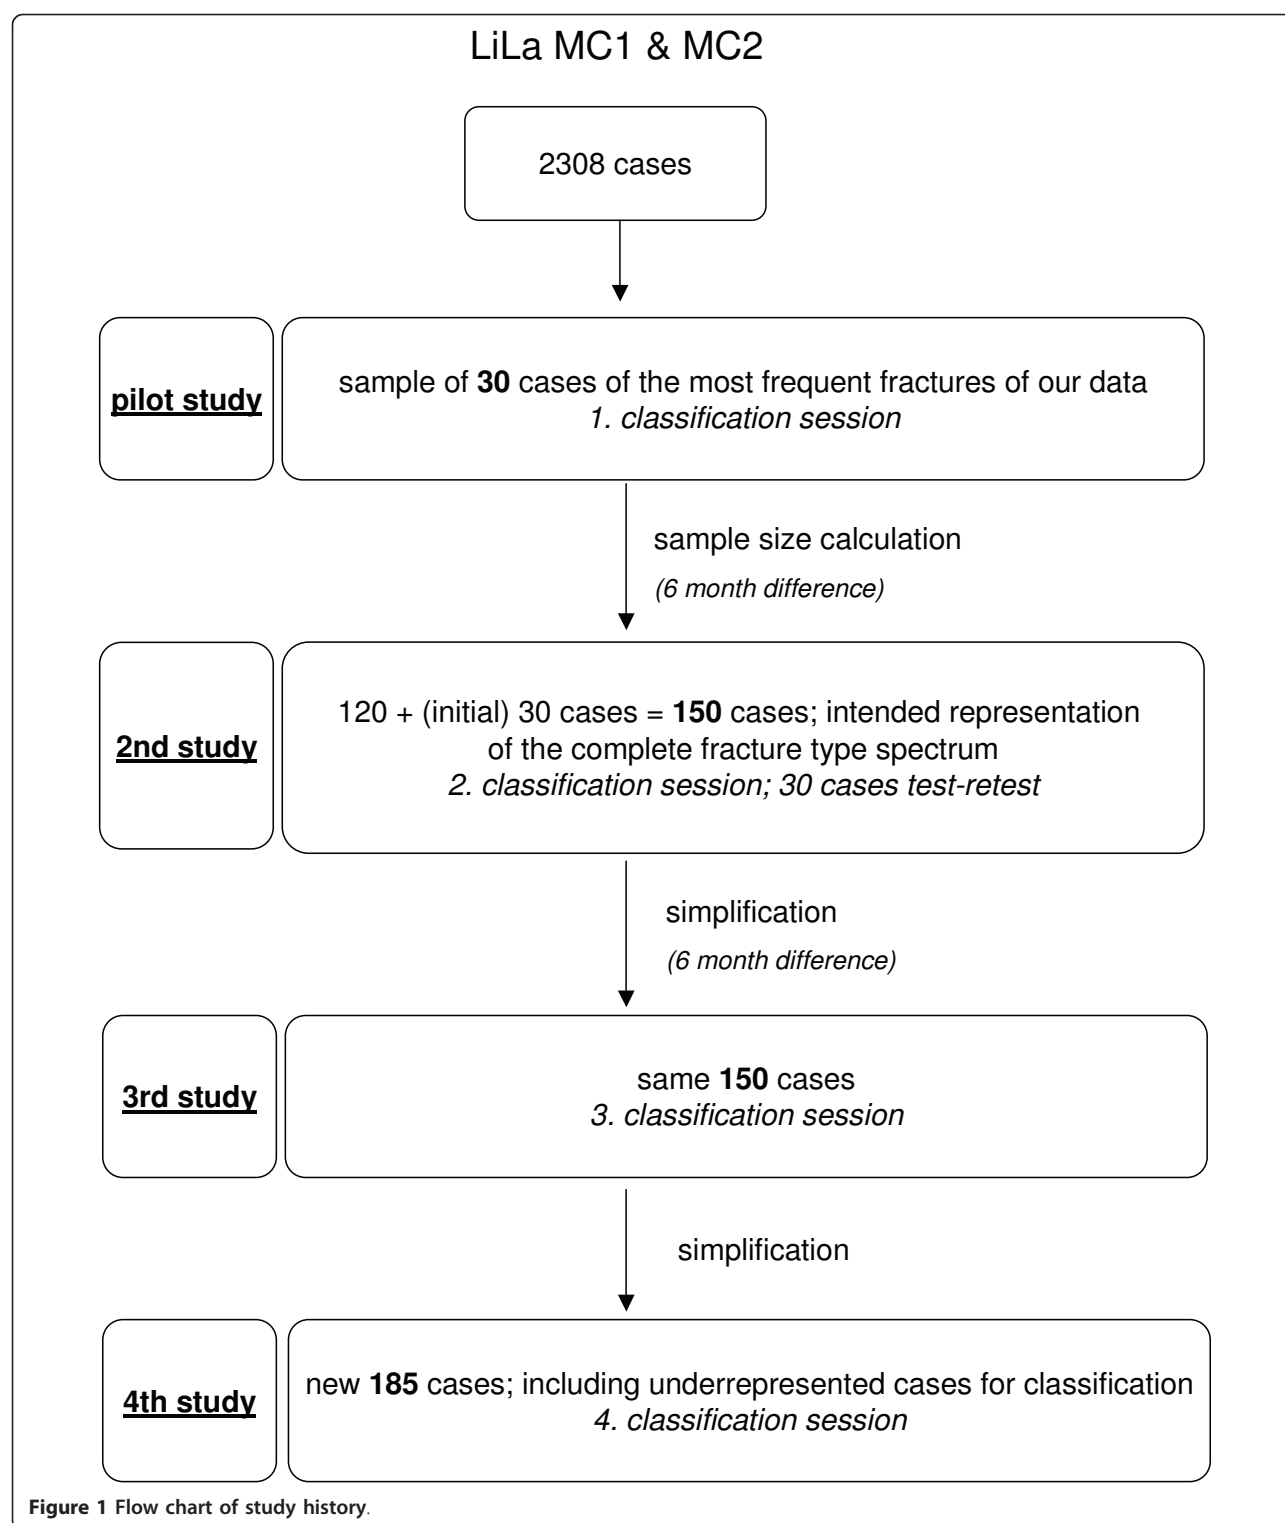 LiLa MC1 & MC2
2308 cases
pilot study
sample of 30 cases of the most frequent fractures of our data
1. classification session
sample size calculation
(6 month difference)
2nd study
120 + (initial) 30 cases = 150 cases; intended representation
of the complete fracture type spectrum
2. classification session; 30 cases test-retest
simplification
(6 month difference)
3rd study
same 150 cases
3. classification session
simplification
4th study
new 185 cases; including underrepresented cases for classification
4. classification session
Figure 1 Flow chart of study history.